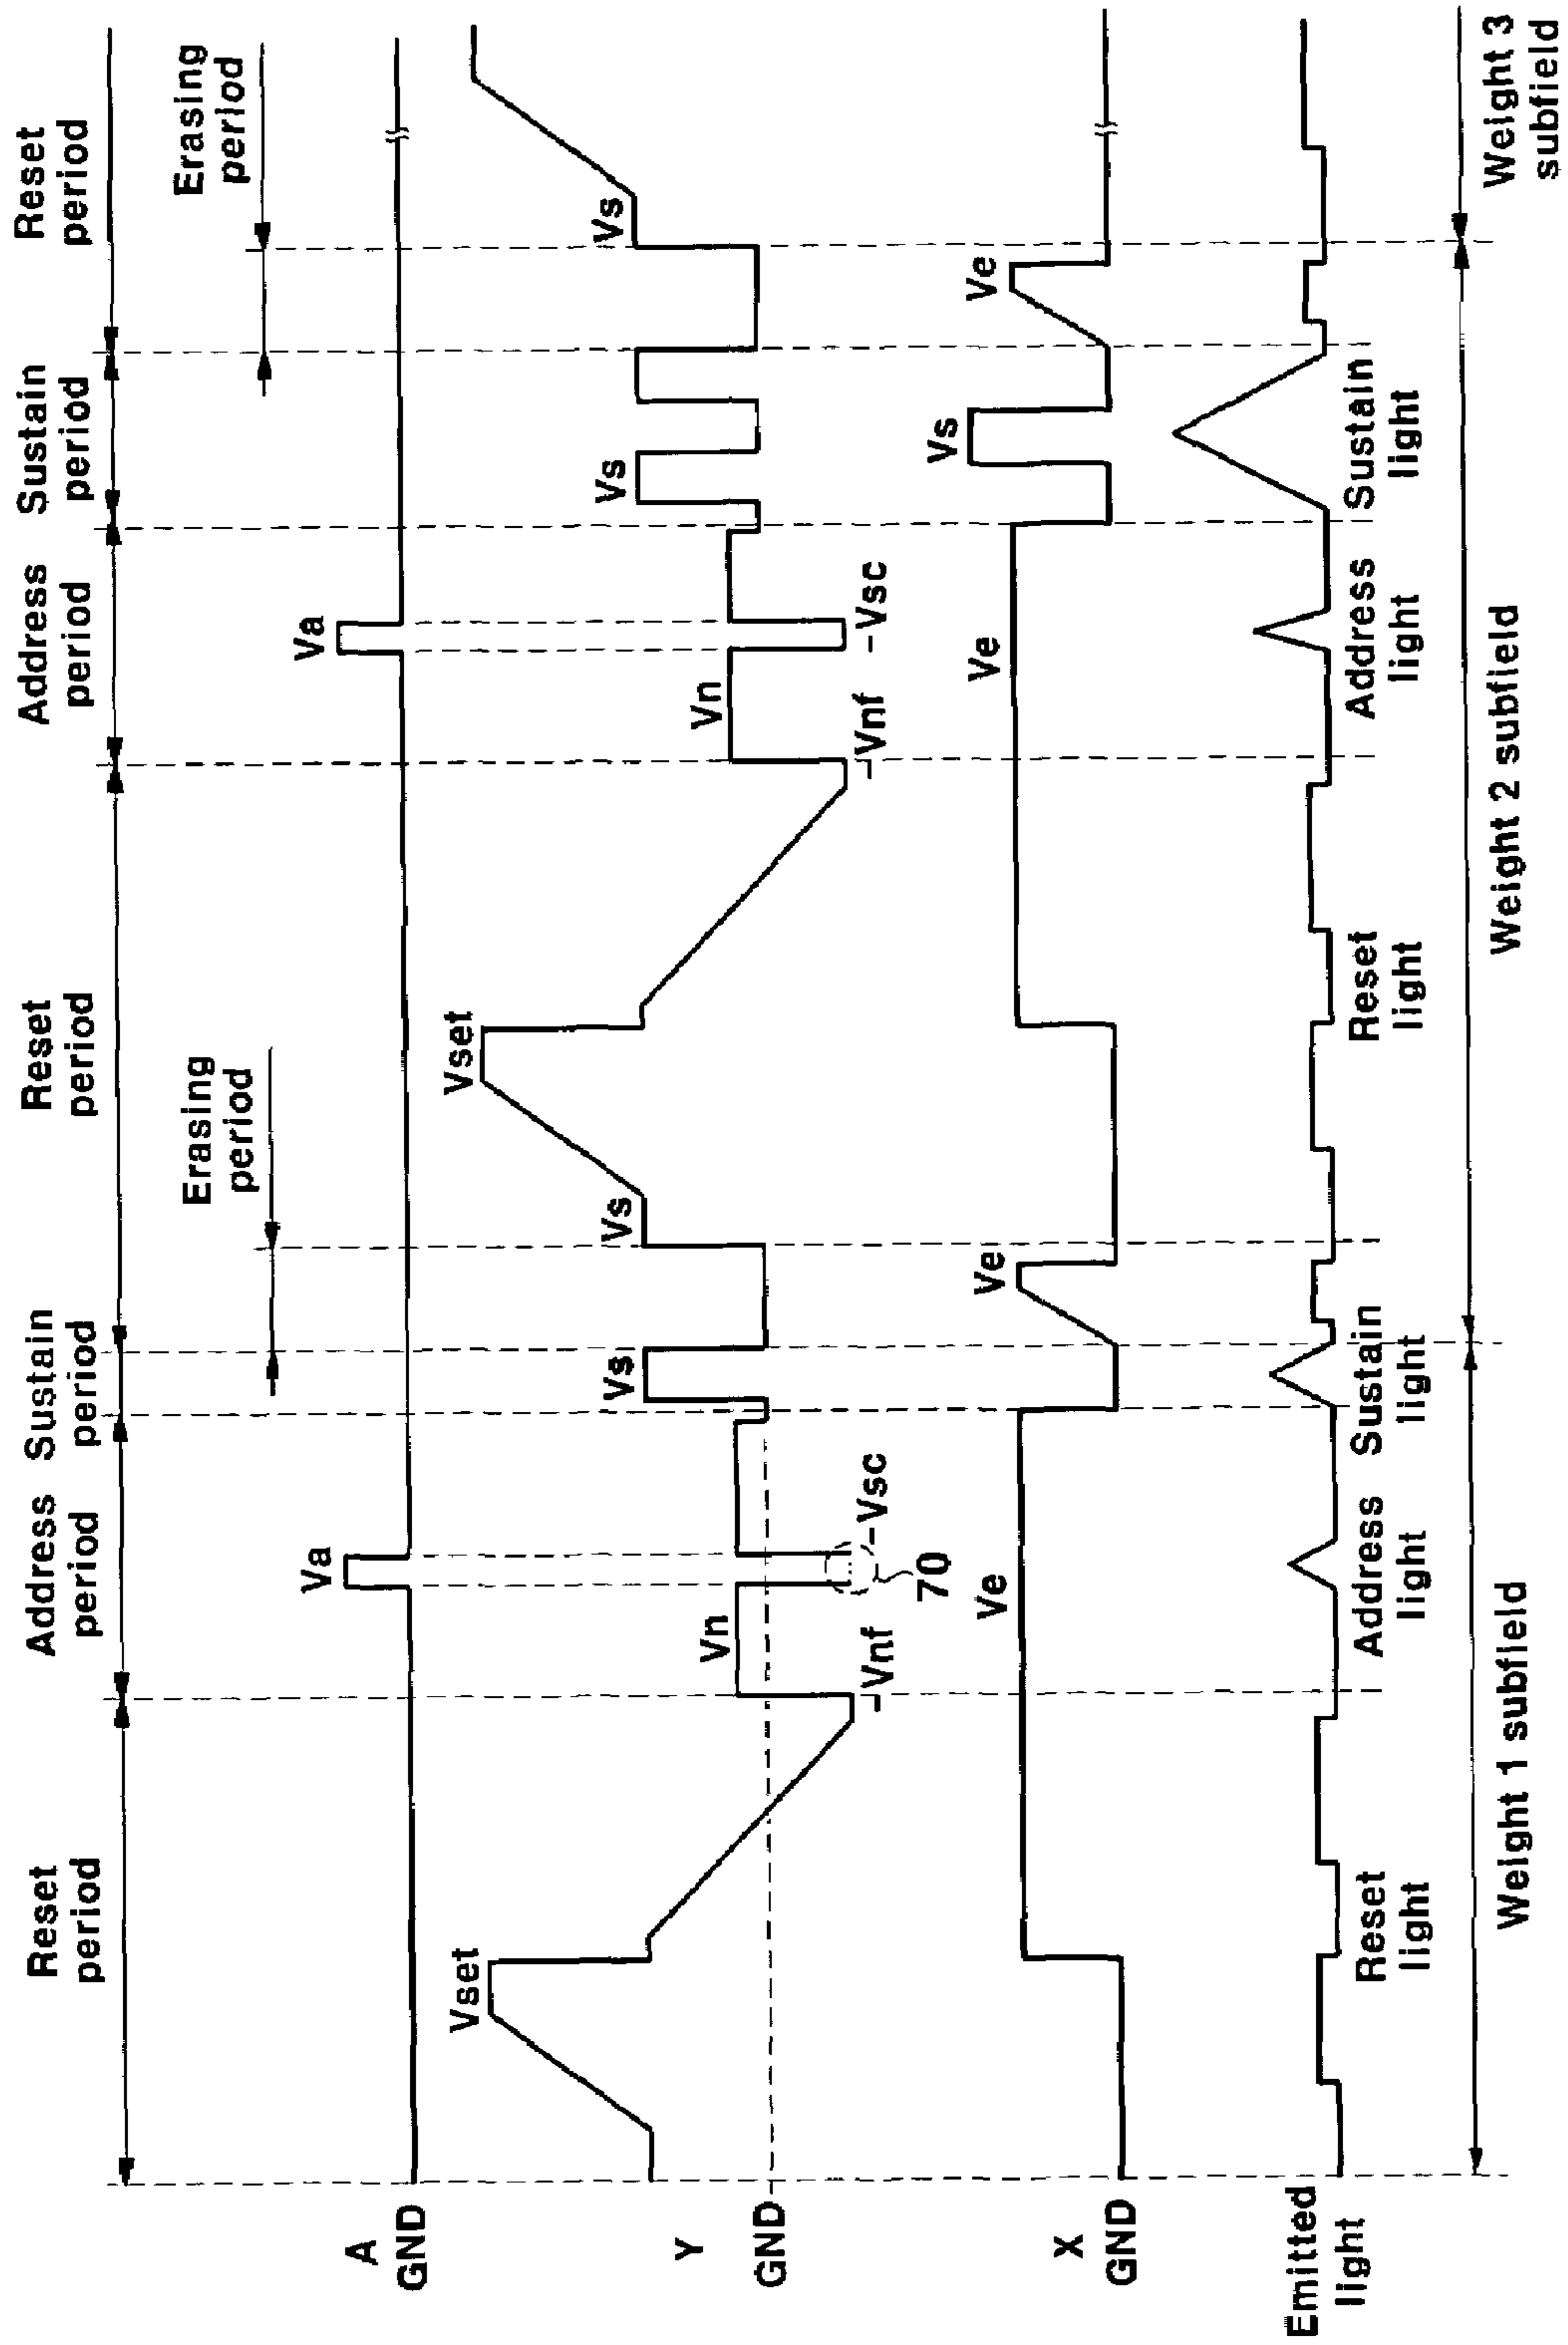 Reset
period
Address
period
Sustain
period
Reset
period
Address
period
Sustain
period
Reset
period
Erasing
period
Erasing
period
A
GND
Va
Va
Y
GND
Vset
Vnf
Vn
-Vsc
70
Vs
Vs
Vset
-Vnf
Vn
-Vsc
Vs
Vs
X
GND
Ve
Ve
Ve
Vs
Ve
Emitted
light
Reset
light
Address
light
Sustain
light
Reset
light
Address
light
Sustain
light
Weight 1 subfield
Weight 2 subfield
Weight 3
subfield